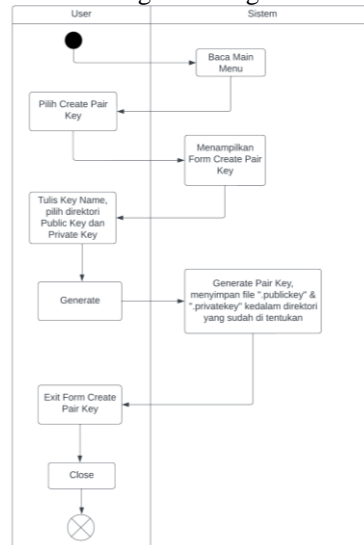 User
Sistem
Baca Main
Menu
Pilih Create Pair
Key
Menampilkan
Form Create Pair
Key
Tulis Key Name,
pilih direktori
Public Key dan
Private Key
Generate
Generate Pair Key,
menyimpan file ".publickey" &
".privatekey" kedalam direktori
yang sudah di tentukan
Exit Form Create
Pair Key
Close